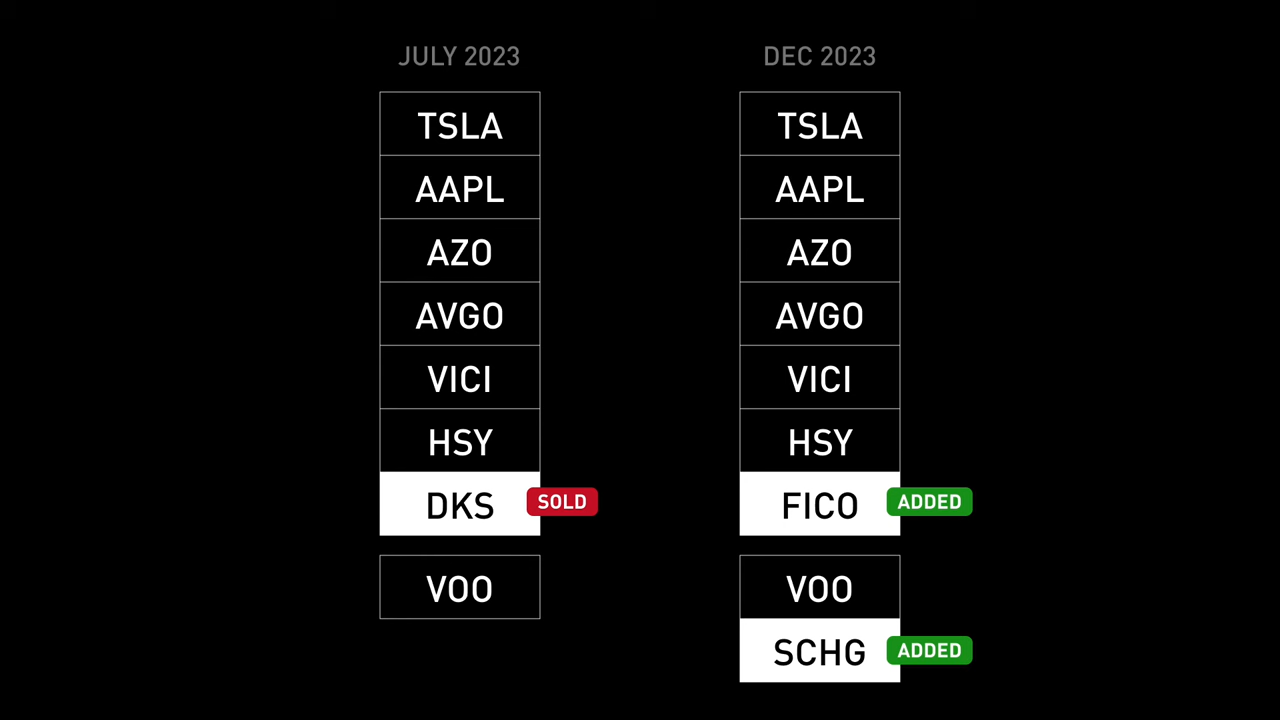 JULY 2023
TSLA
AAPL
AZO
AVGO
VICI
HSY
DKS
SOLD
VOO
DEC 2023
TSLA
AAPL
AZO
AVGO
VICI
HSY
FICO
ADDED
VOO
SCHG
ADDED